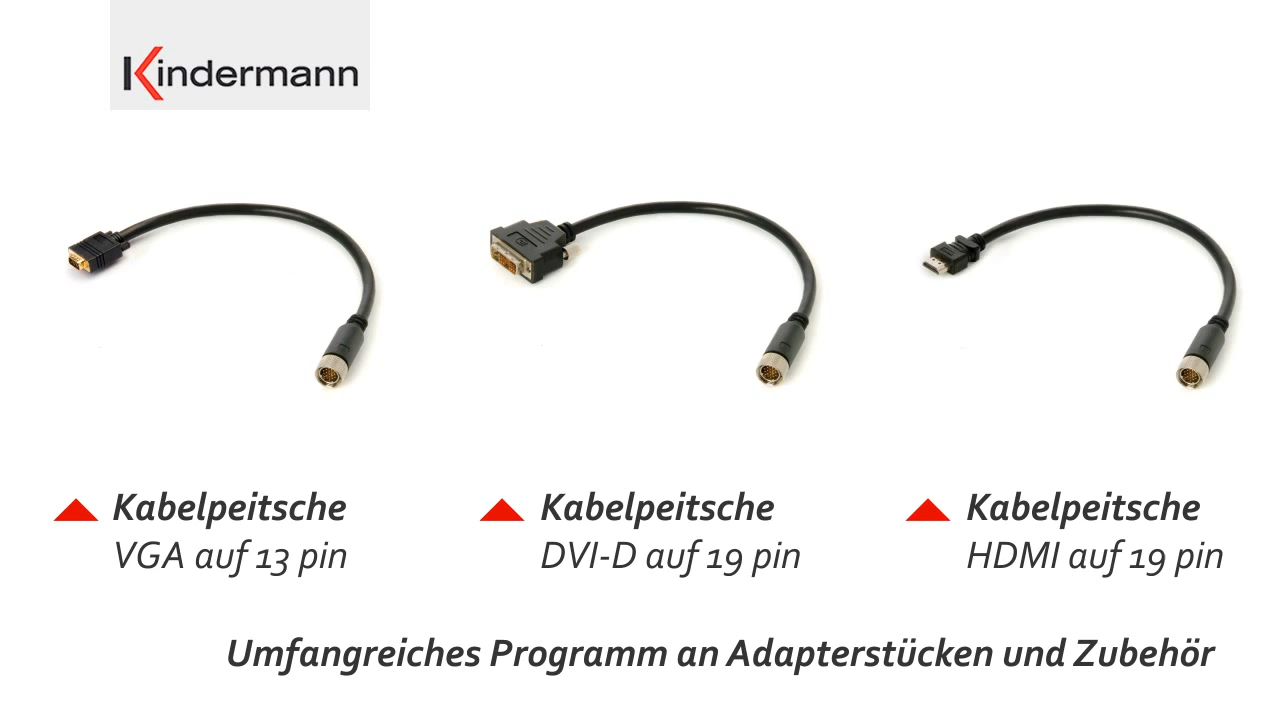 Kindermann
Kabelpeitsche
VGA auf 13 pin
Kabelpeitsche
DVI-D auf 19 pin
Kabelpeitsche
HDMI auf 19 pin
Umfangreiches Programm an Adapterstücken und Zubehör